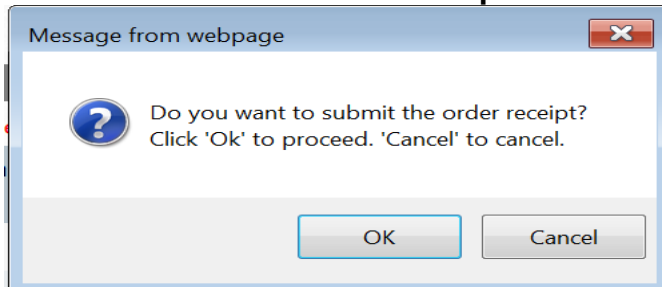 Message from webpage
Do you want to submit the order receipt?
Click 'Ok' to proceed. 'Cancel' to cancel.
OK
Cancel